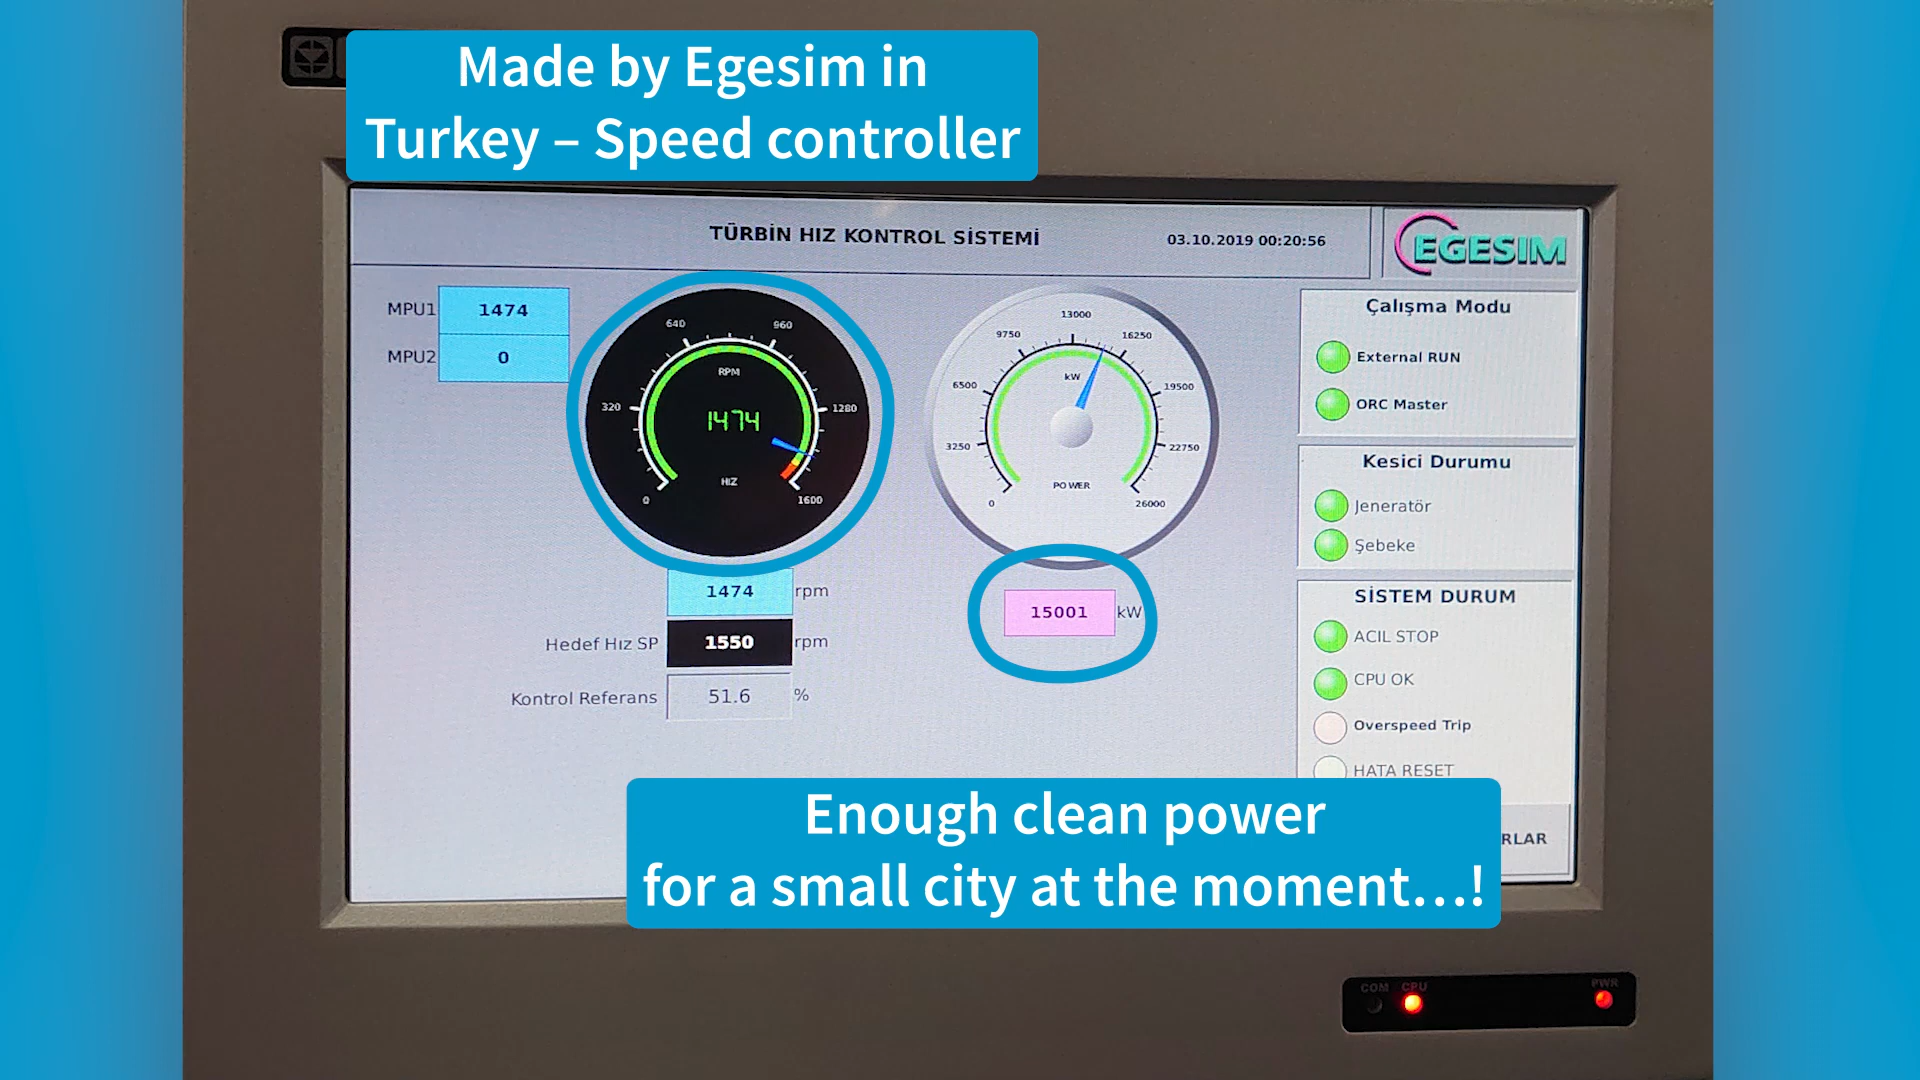 Made by Egesim in
Turkey – Speed controller
TÜRBİN HIZ KONTROL SİSTEMİ
03.10.2019 00:20:56
EGESIM
MPU1 1474
MPU2 0
0
320
640
960
1280
1600
RPM
1474
HIZ
0
3250
6500
9750
13000
16250
19500
22750
26000
kW
POWER
1474 rpm
Hedef Hız SP 1550 rpm
Kontrol Referans 51.6 %
15001 kW
Çalışma Modu
External RUN
ORC Master
Kesici Durumu
Jeneratör
Şebeke
SİSTEM DURUM
ACIL STOP
CPU OK
Overspeed Trip
HATA RESET
RLAR
Enough clean power
for a small city at the moment…!
COM CPU PWR